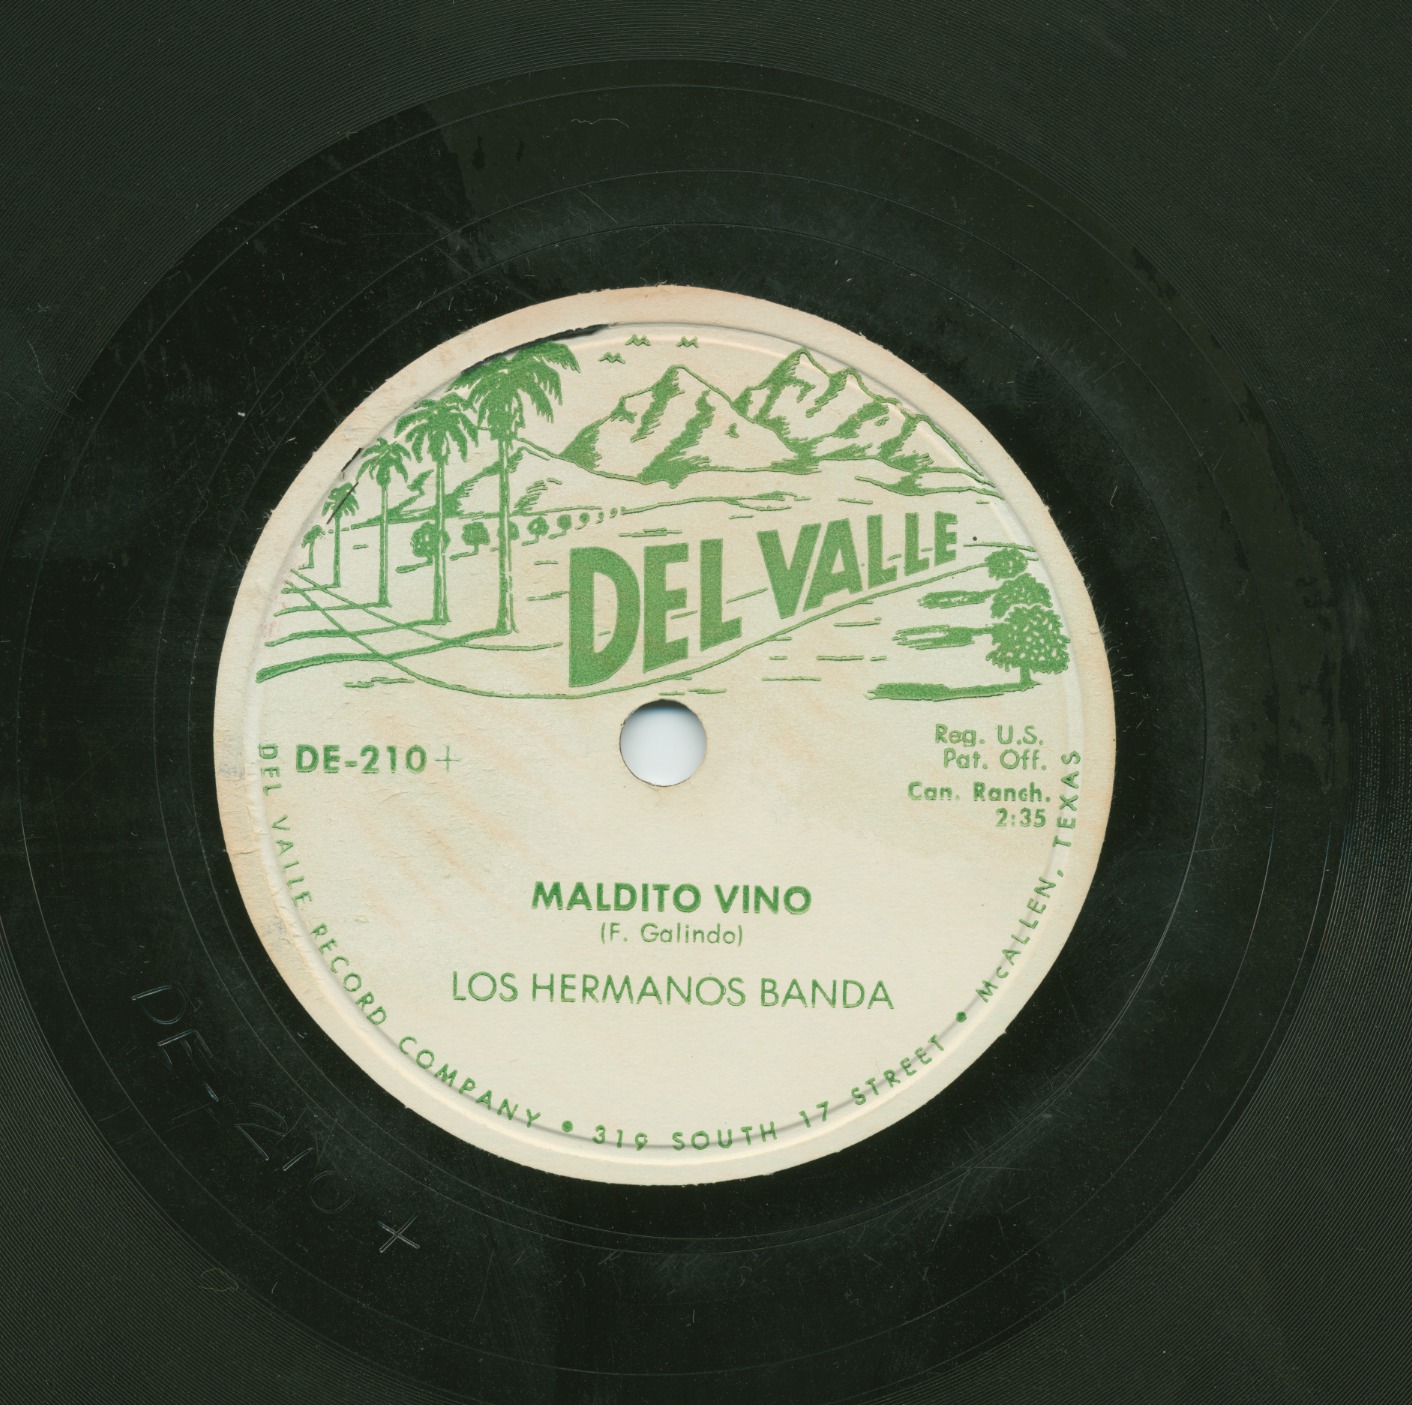 DEL VALLE
DE-210+
Reg. U.S.
Pat. Off.
Can. Ranch.
2:35
MALDITO VINO
(F. Galindo)
LOS HERMANOS BANDA
DEL VALLE RECORD COMPANY • 319 SOUTH 17 STREET • McALLEN, TEXAS
DE-210+